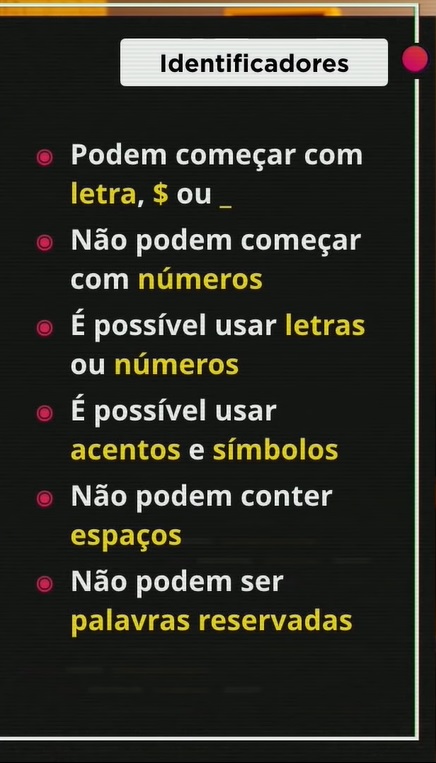 Identificadores
Podem começar com
letra, $ ou _
Não podem começar
com números
É possível usar letras
ou números
É possível usar
acentos e símbolos
Não podem conter
espaços
Não podem ser
palavras reservadas